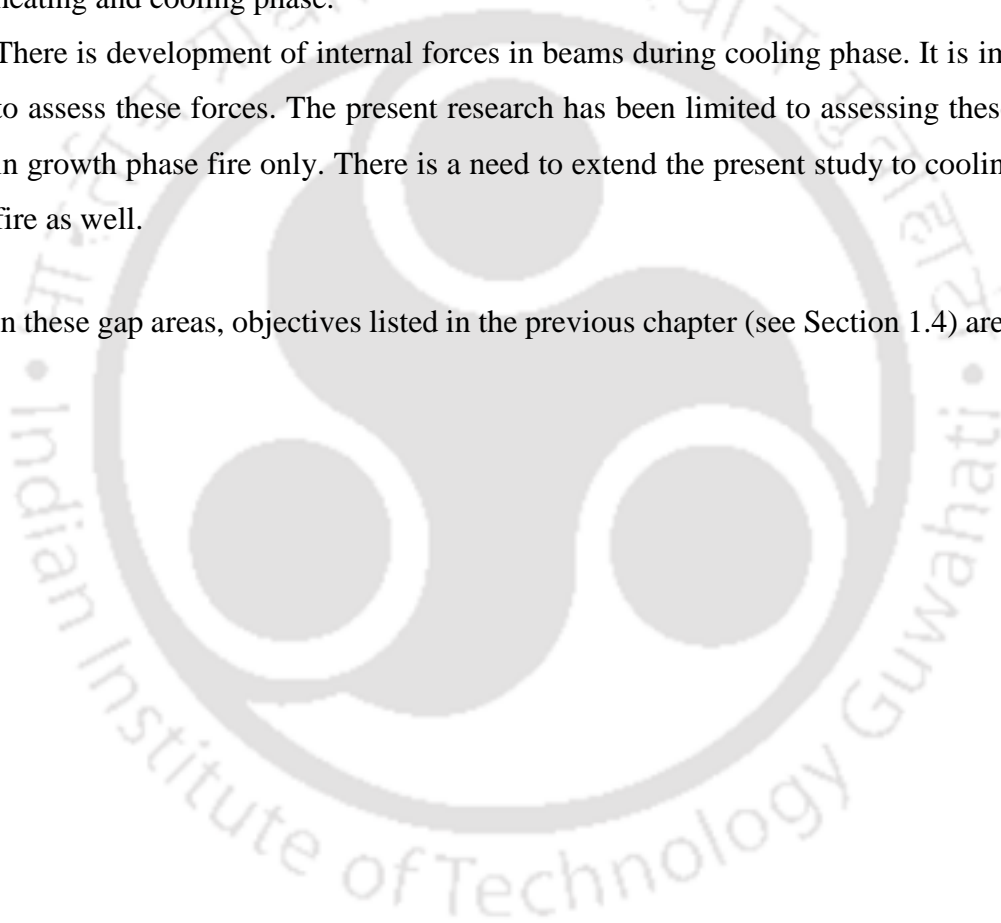 heating and cooling phase.
There is development of internal forces in beams during cooling phase. It is in
to assess these forces. The present research has been limited to assessing thes
in growth phase fire only. There is a need to extend the present study to coolin
fire as well.
n these gap areas, objectives listed in the previous chapter (see Section 1.4) are
Indian Institute of Technology Guwahati